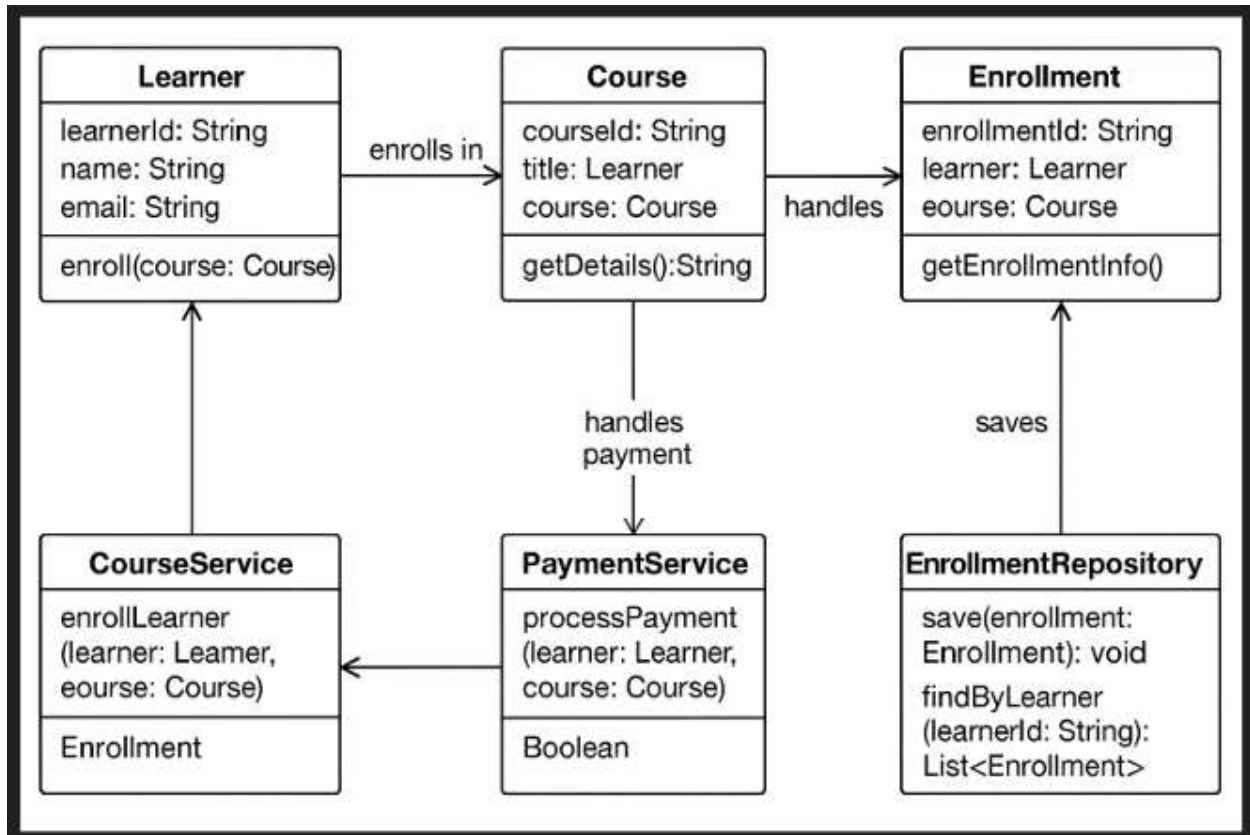 Learner
learnerId: String
name: String
email: String
enroll(course: Course)
enrolls in
Course
courseId: String
title: Learner
course: Course
getDetails():String
handles
Enrollment
enrollmentId: String
learner: Learner
eourse: Course
getEnrollmentInfo()
handles
payment
saves
CourseService
enrollLearner
(learner: Leamer,
eourse: Course)
Enrollment
PaymentService
processPayment
(learner: Learner,
course: Course)
Boolean
EnrollmentRepository
save(enrollment:
Enrollment): void
findByLearner
(learnerId: String):
List<Enrollment>